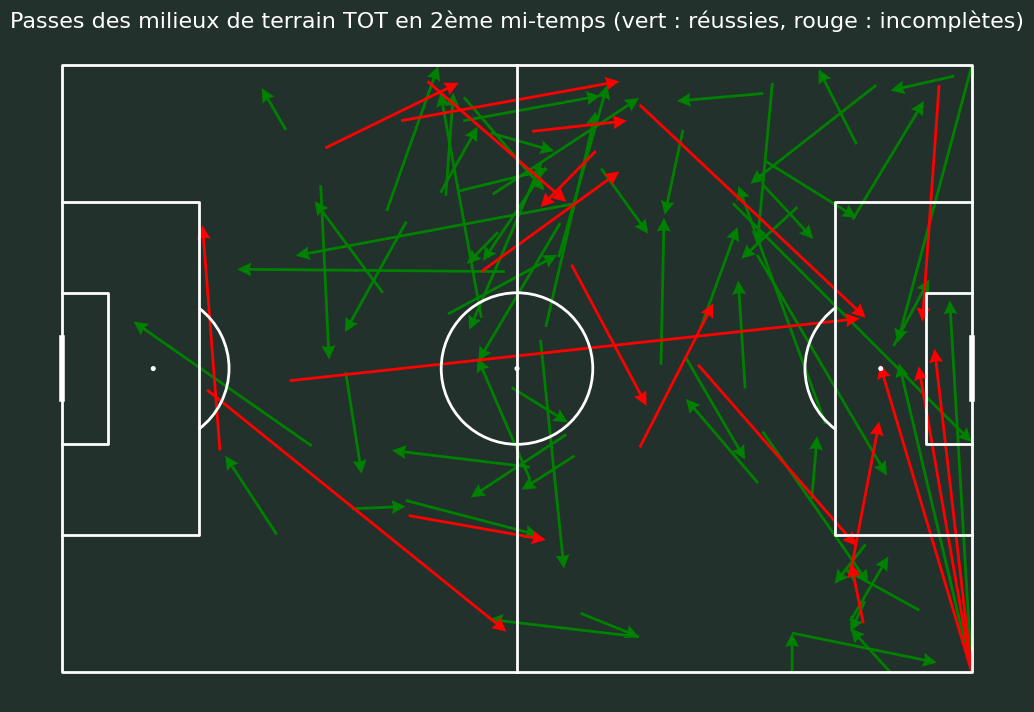 Passes des milieux de terrain TOT en 2ème mi-temps (vert : réussies, rouge : incomplètes)